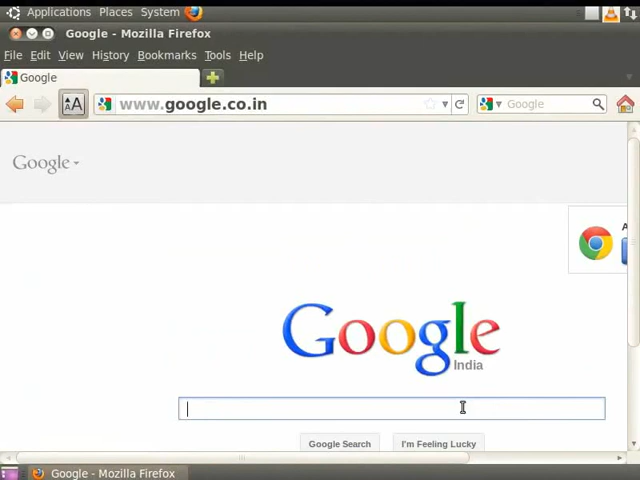 Applications Places System
Google - Mozilla Firefox
File Edit View History Bookmarks Tools Help
Google
www.google.co.in
Google
Google
A
Google
India
Google Search I'm Feeling Lucky
Google - Mozilla Firefox